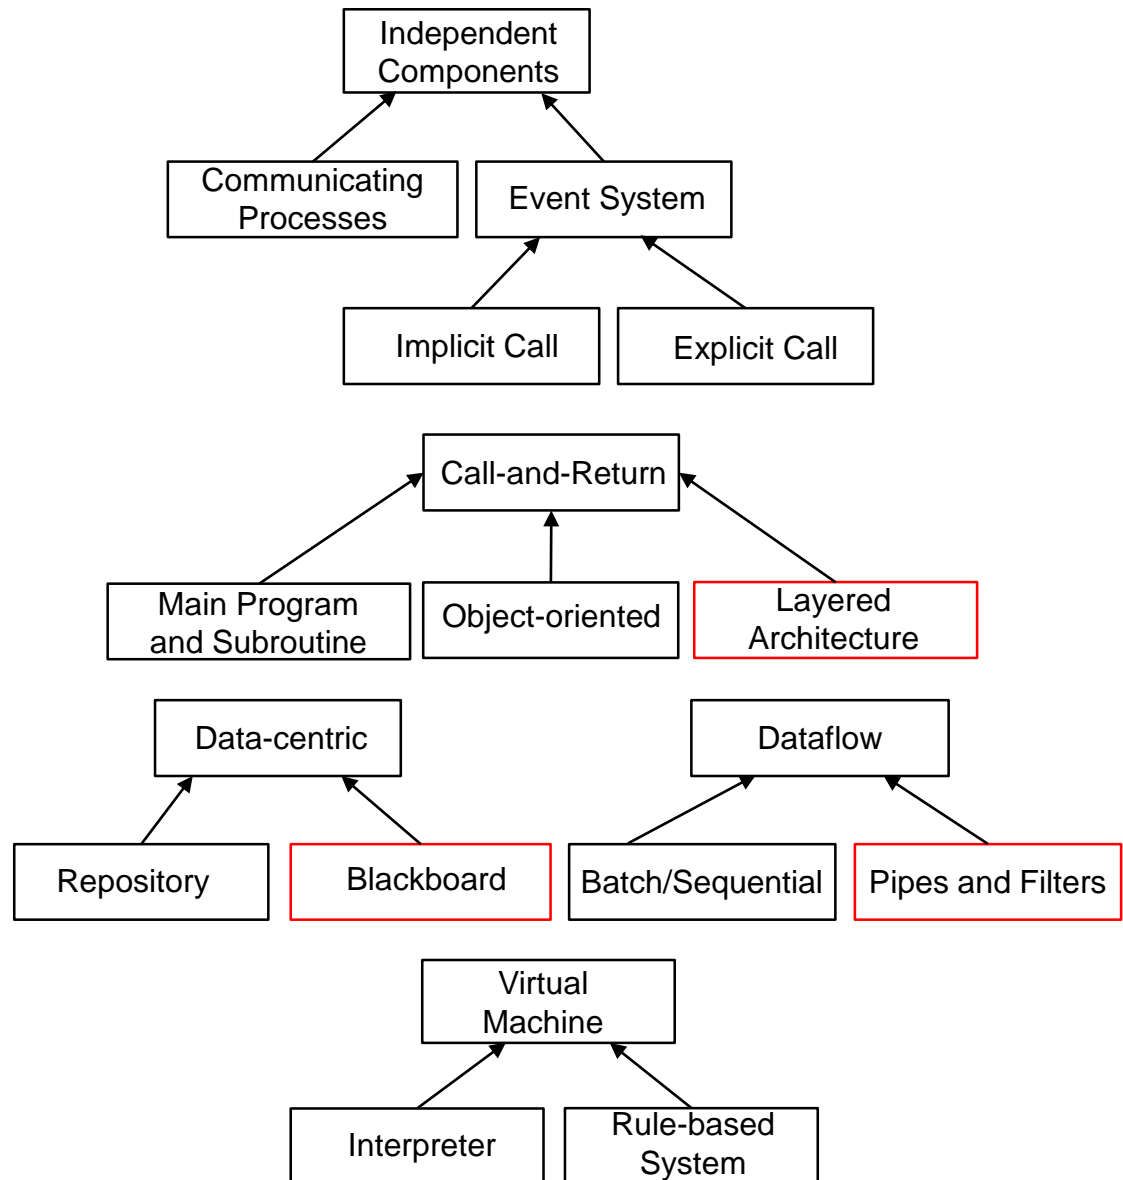 Independent
Components
Communicating
Processes
Event System
Implicit Call
Explicit Call
Call-and-Return
Main Program
and Subroutine
Object-oriented
Layered
Architecture
Data-centric
Dataflow
Repository
Blackboard
Batch/Sequential
Pipes and Filters
Virtual
Machine
Interpreter
Rule-based
System